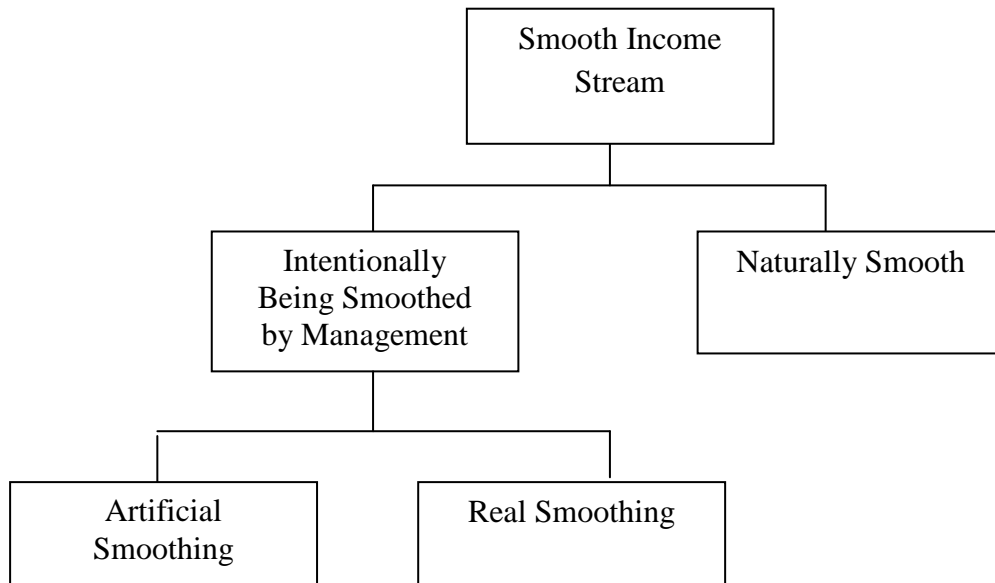 Smooth Income
Stream
Intentionally
Being Smoothed
by Management
Naturally Smooth
Artificial
Smoothing
Real Smoothing